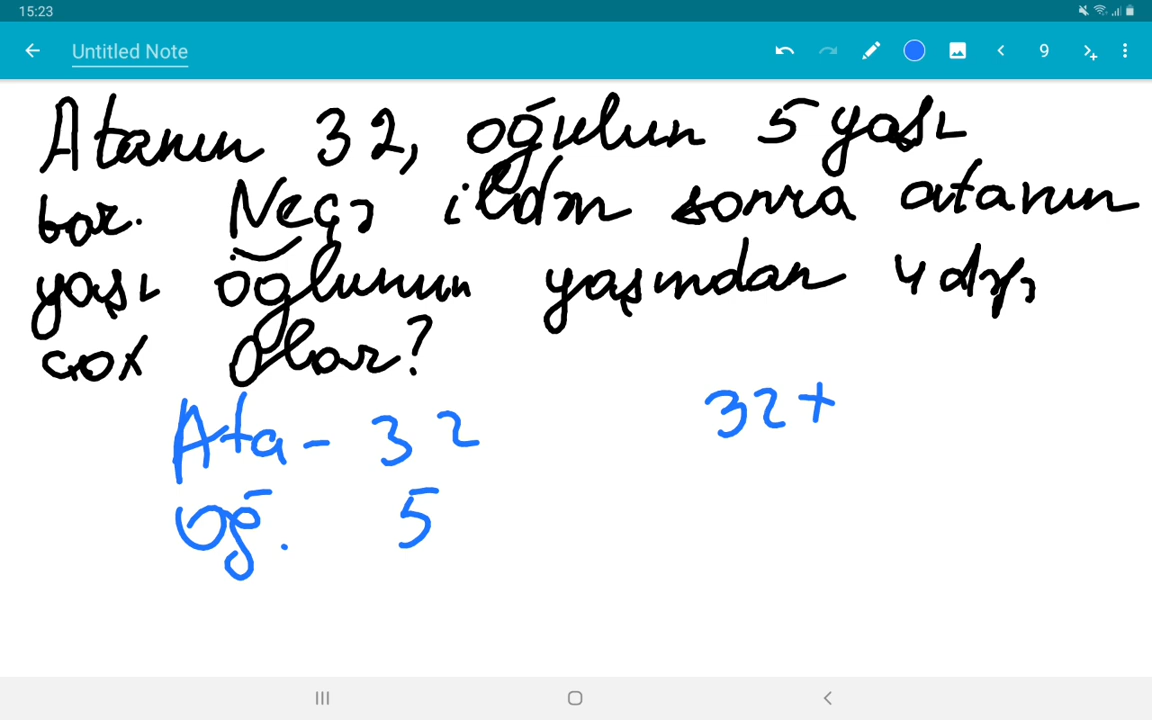 15:23
Untitled Note
9
Atanın 32, oğulun 5 yaşı
var. Neçə ildən sonra atanın
yaşı oğlunun yaşından 4 dəfə
çox olar?
Ata - 32
32 +
Oğ. 5